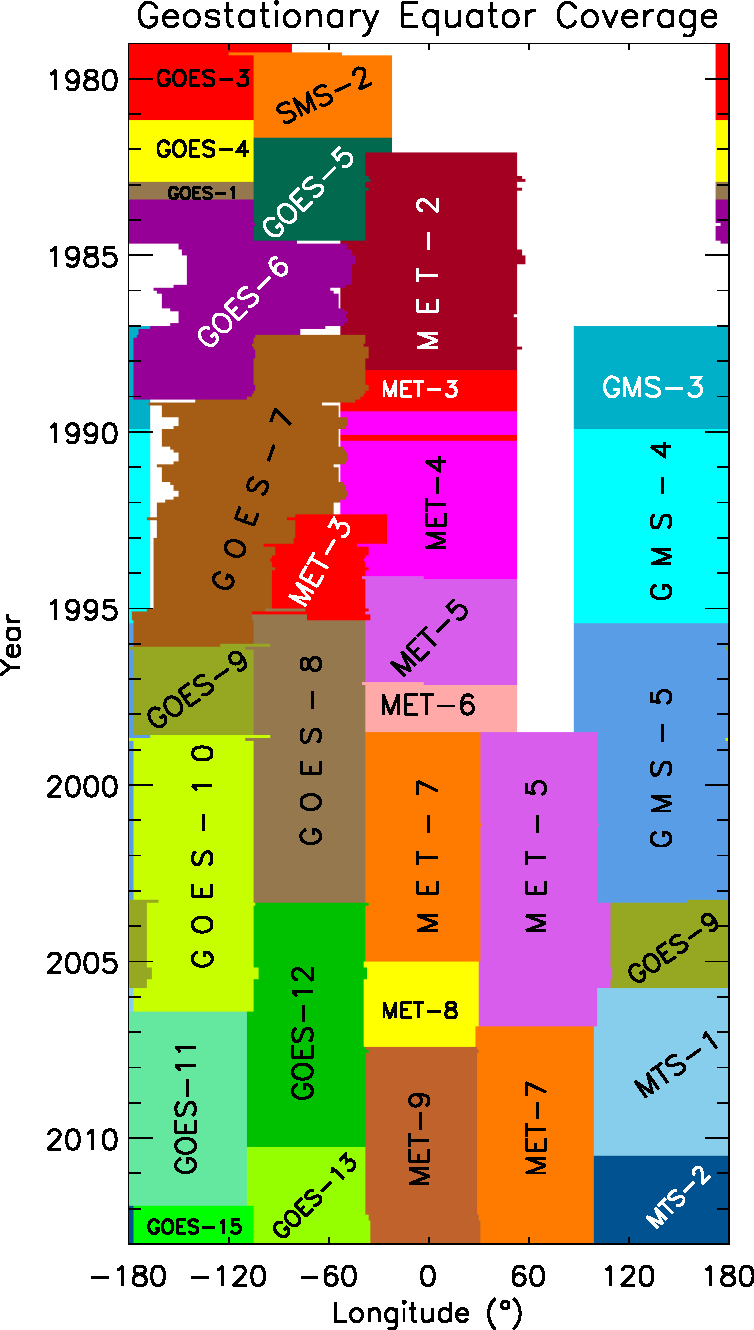 Geostationary Equator Coverage
1980
GOES-3
SMS-2
GOES-4
GOES-5
GOES-1
MET-2
1985
GOES-6
MET-3
GMS-3
1990
GOES-7
MET-4
GMS-4
MET-3
1995
Year
MET-5
GOES-9
GOES-8
MET-6
GMS-5
2000
GOES-10
MET-7
MET-5
2005
GOES-9
GOES-12
MET-8
GOES-11
MTS-1
2010
MET-9
MET-7
GOES-13
MTS-2
GOES-15
-180 -120 -60 0 60 120 180
Longitude (°)